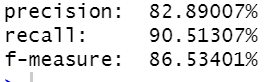 precision:  82.89007%
recall:     90.51307%
f-measure:  86.53401%
>